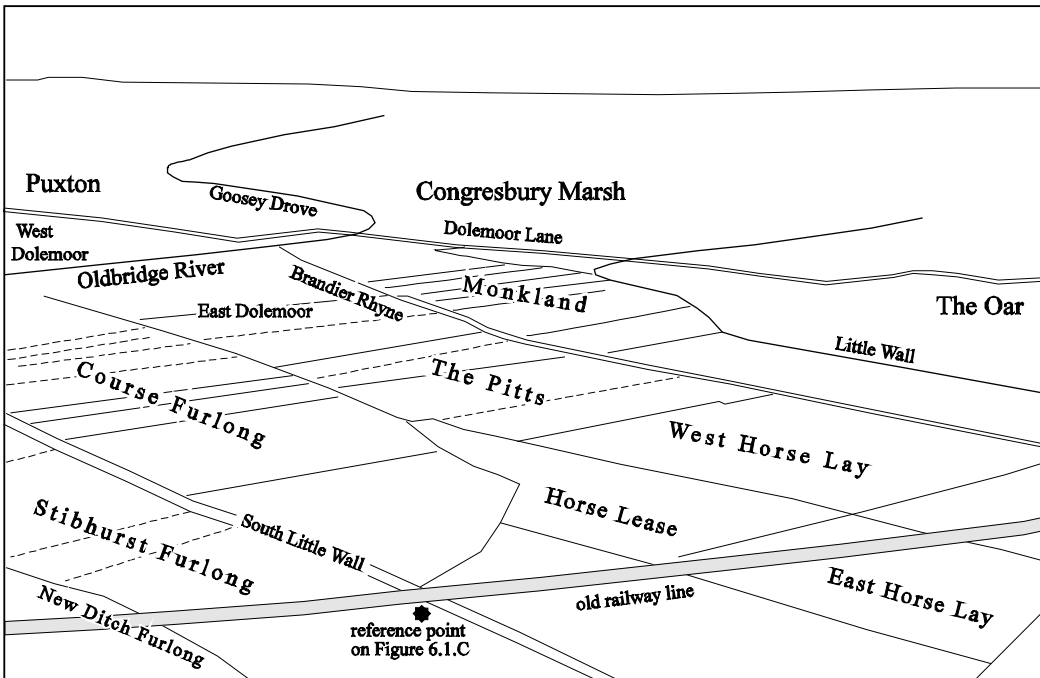 Puxton
Goosey Drove
Congresbury Marsh
West
Dolemoor
Dolemoor Lane
Oldbridge River
Brandier Rhyne
Monkland
The Oar
East Dolemoor
Little Wall
Course Furlong
The Pitts
West Horse Lay
Horse Lease
Stibhurst Furlong
South Little Wall
East Horse Lay
old railway line
New Ditch Furlong
reference point
on Figure 6.1.C